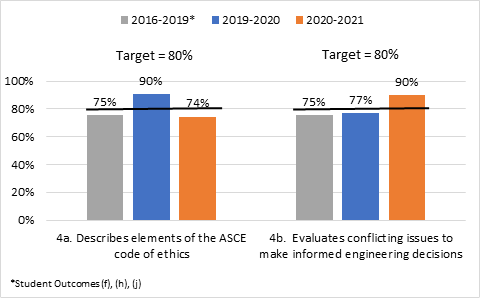 2016-2019* 2019-2020 2020-2021
Target = 80% Target = 80%
100%
80%
60%
40%
20%
0%
75% 90% 74% 75% 77% 90%
4a. Describes elements of the ASCE
code of ethics
4b. Evaluates conflicting issues to
make informed engineering decisions
*Student Outcomes(f), (h), (j)